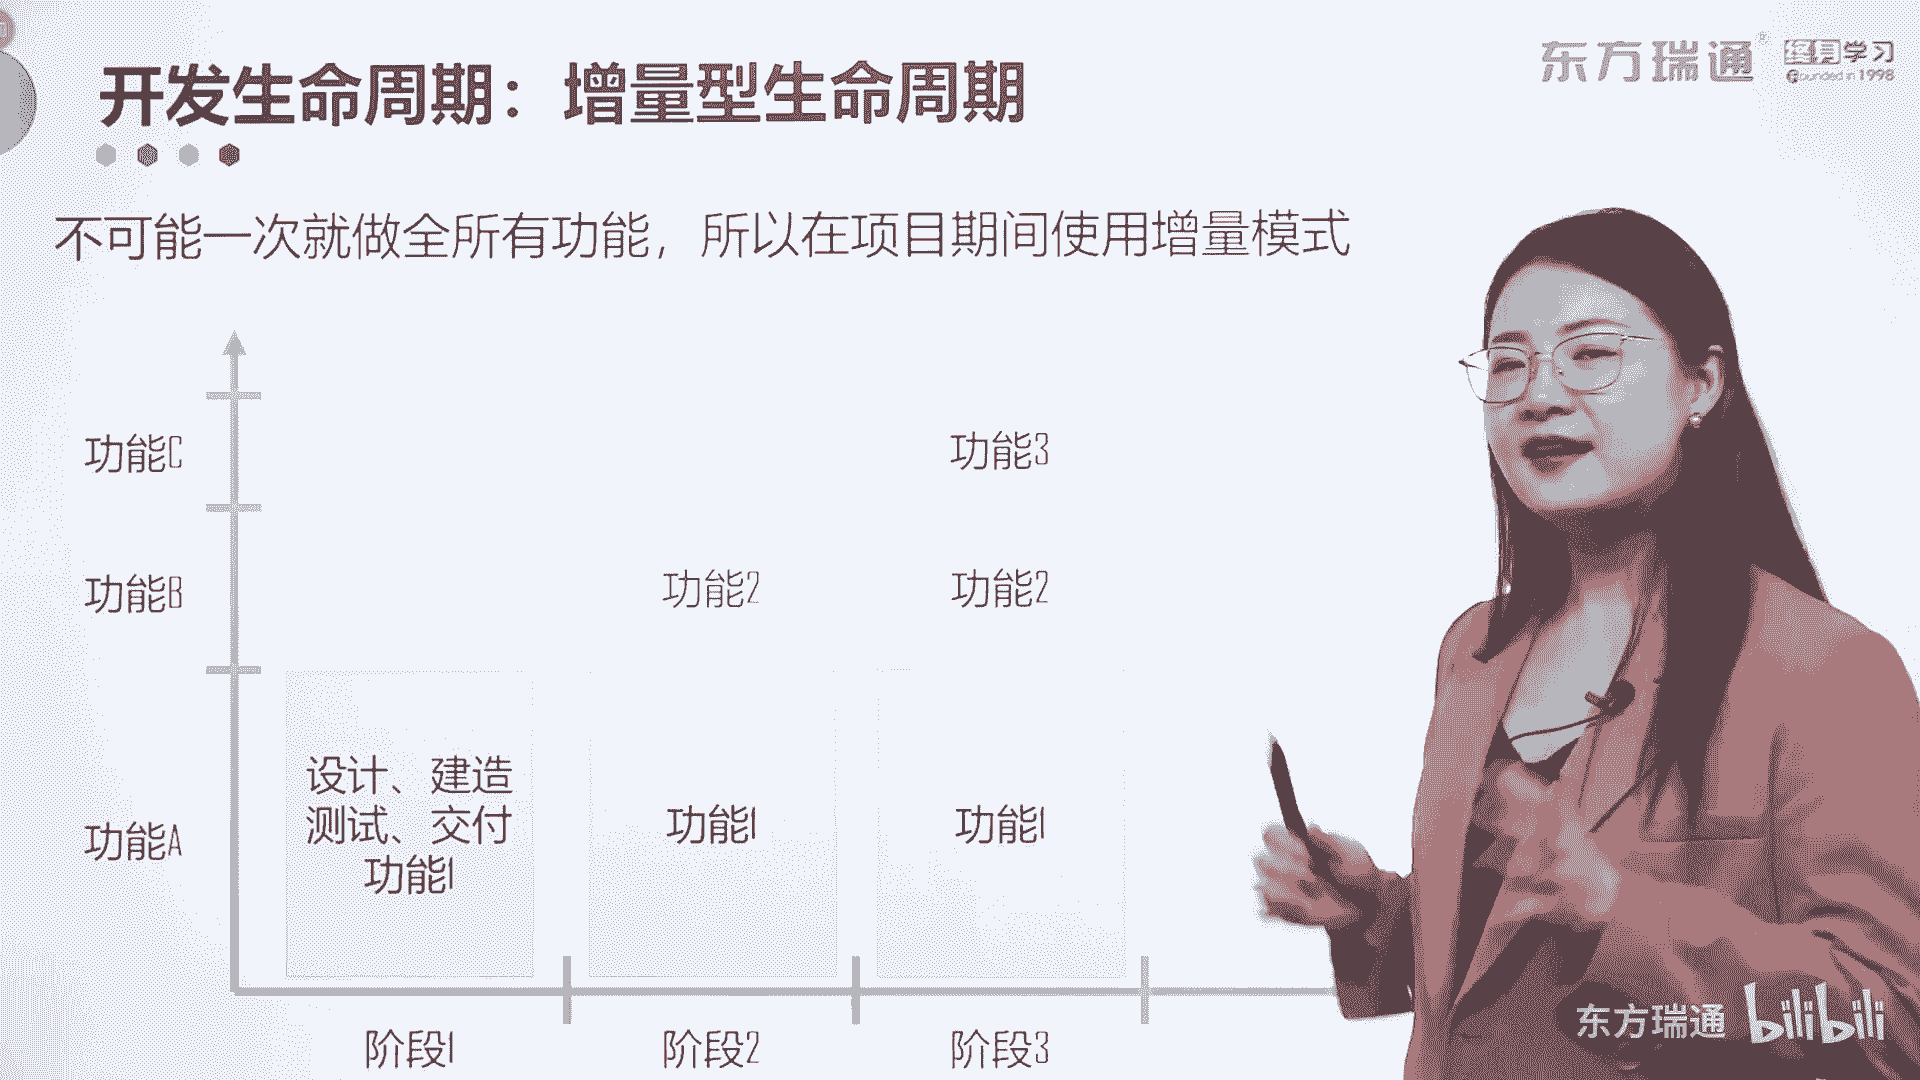 东方瑞通® 终身学习
Founded in 1998
开发生命周期：增量型生命周期
不可能一次就做全所有功能，所以在项目期间使用增量模式
功能C
功能3
功能B
功能2
功能2
功能A
设计、建造
测试、交付
功能1
功能1
功能1
阶段1
阶段2
阶段3
东方瑞通 bilibili